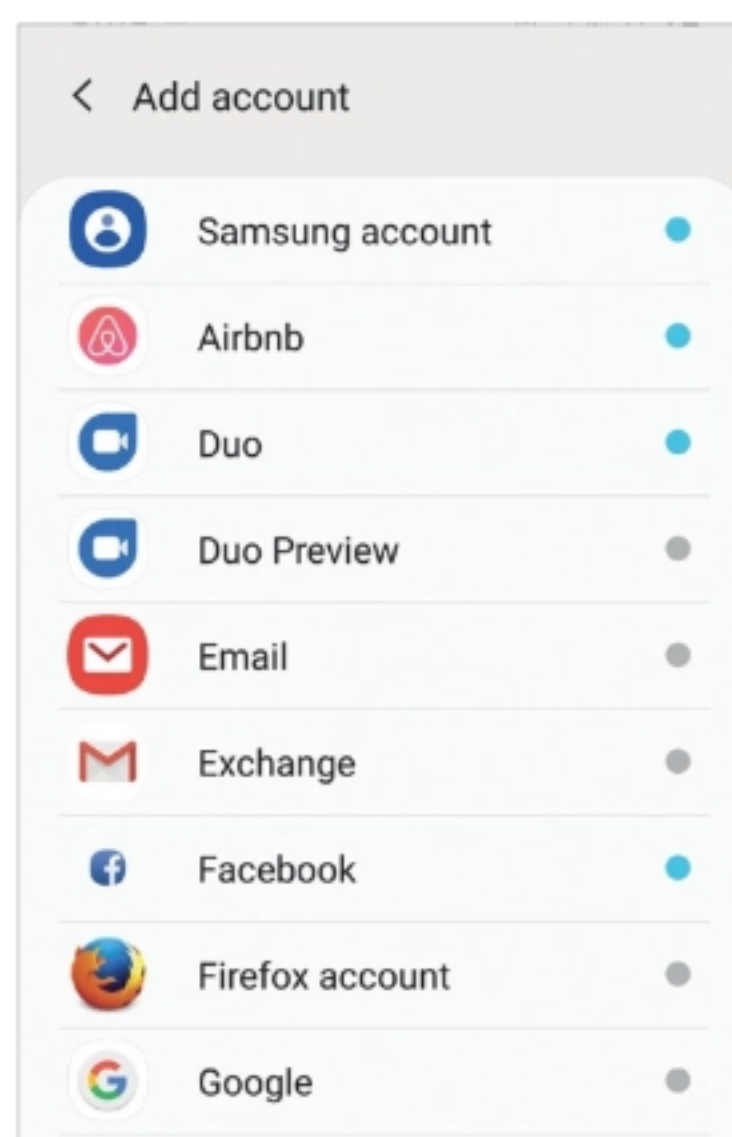 Add account
Samsung account
Airbnb
Duo
Duo Preview
Email
Exchange
Facebook
Firefox account
Google